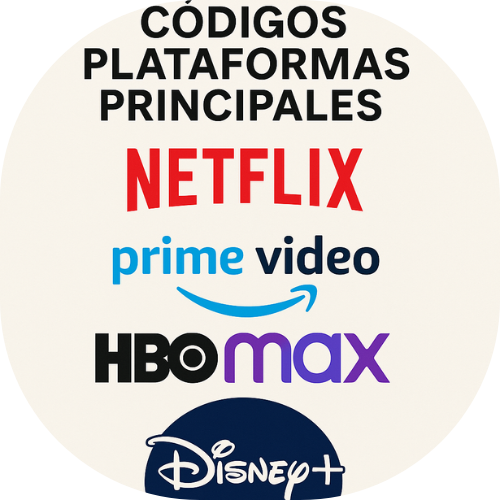 CÓDIGOS
PLATAFORMAS
PRINCIPALES
NETFLIX
prime video
HBO max
Disney+